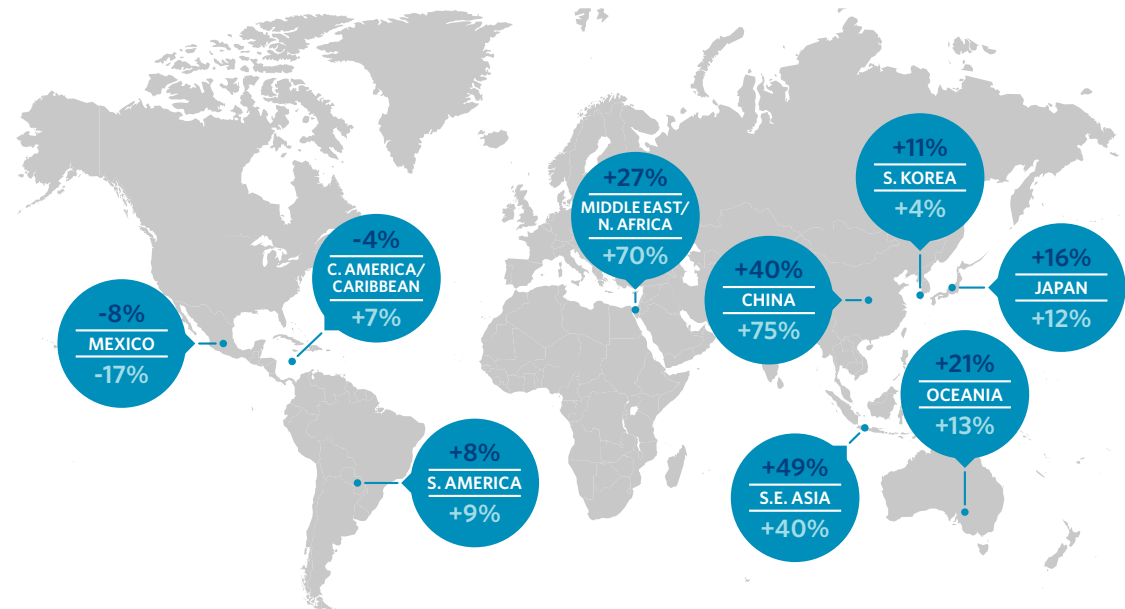 -8%
MEXICO
-17%
-4%
C. AMERICA/
CARIBBEAN
+7%
+8%
S. AMERICA
+9%
+27%
MIDDLE EAST/
N. AFRICA
+70%
+40%
CHINA
+75%
+11%
S. KOREA
+4%
+16%
JAPAN
+12%
+21%
OCEANIA
+13%
+49%
S.E. ASIA
+40%